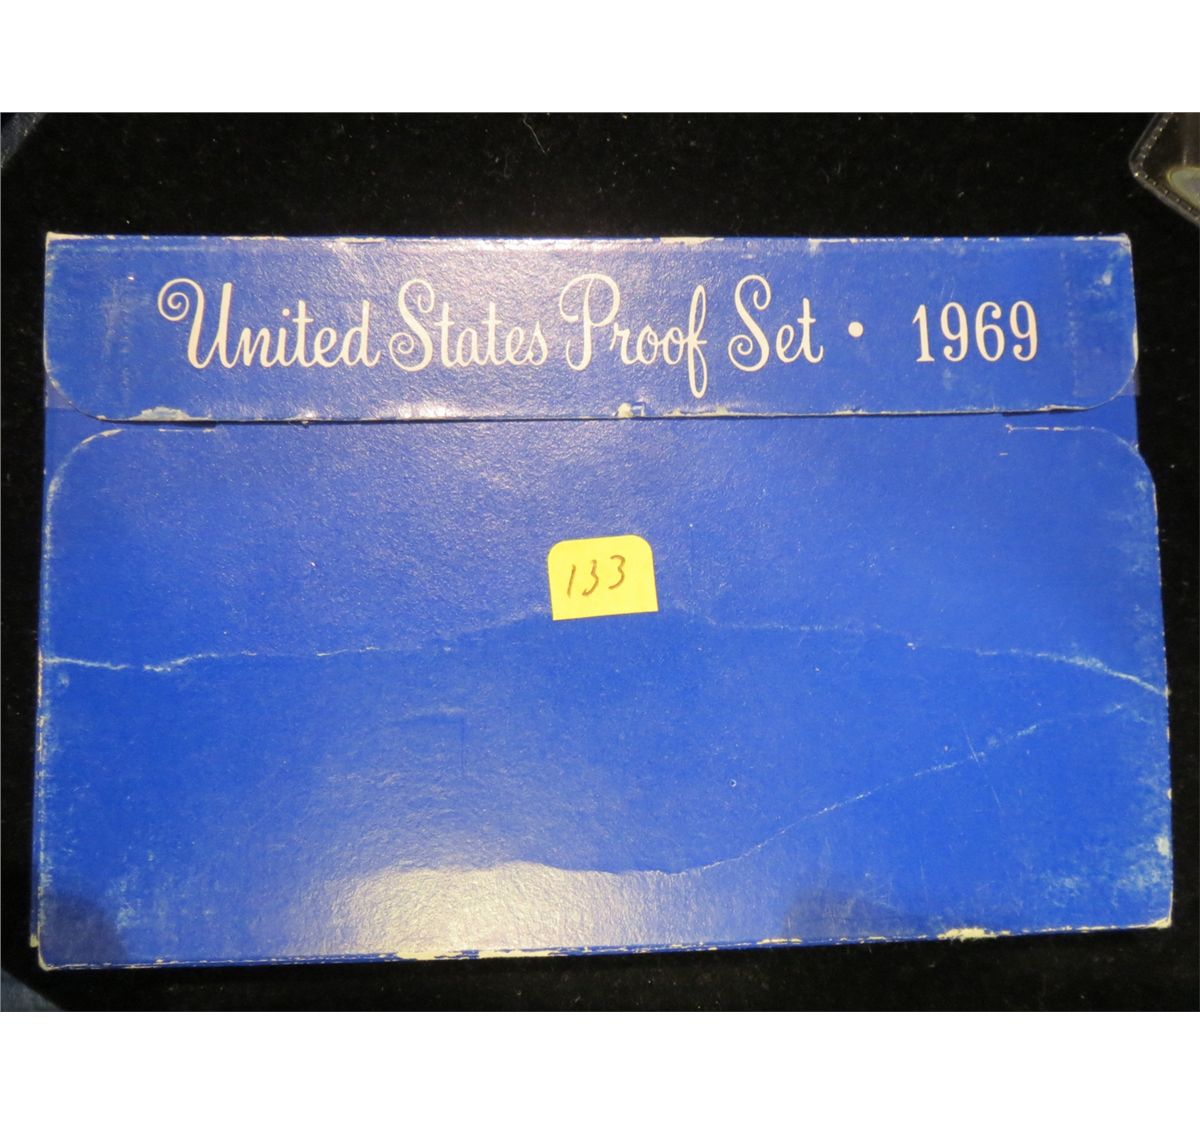 United States Proof Set • 1969
133